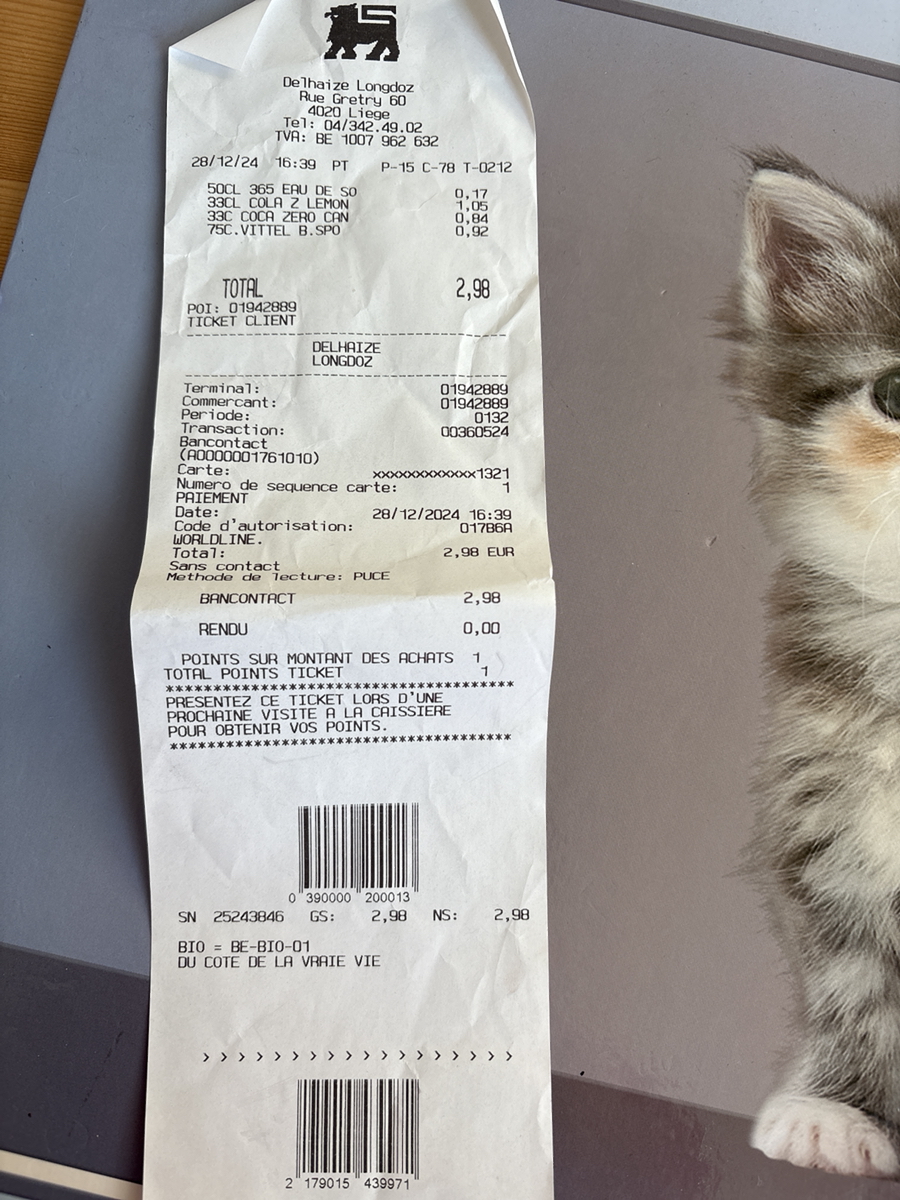 Delhaize Longdoz
Rue Gretry 60
4020 Liege
Tel: 04/342.49.02
TVA: BE 1007 962 632
28/12/24 16:39 PT P-15 C-78 T-0212
50CL 365 EAU DE SO 0,17
33CL COLA Z LEMON 1,05
33C COCA ZERO CAN 0,84
75C.VITTEL B.SPO 0,92
TOTAL 2,98
POI: 01942889
TICKET CLIENT
--------------------------------
DELHAIZE
LONGDOZ
--------------------------------
Terminal: 01942889
Commercant: 01942889
Periode: 0132
Transaction: 00360524
Bancontact
(A0000001761010)
Carte: xxxxxxxxxxxxx1321
Numero de sequence carte: 1
PAIEMENT
Date: 28/12/2024 16:39
Code d'autorisation: 01786A
WORLDLINE.
Total: 2,98 EUR
Sans contact
Methode de lecture: PUCE
BANCONTACT 2,98
RENDU 0,00
POINTS SUR MONTANT DES ACHATS 1
TOTAL POINTS TICKET 1
****************************************
PRESENTEZ CE TICKET LORS D'UNE
PROCHAINE VISITE A LA CAISSIERE
POUR OBTENIR VOS POINTS.
****************************************
0 390000 200013
SN 25243846 GS: 2,98 NS: 2,98
BIO = BE-BIO-01
DU COTE DE LA VRAIE VIE
> > > > > > > > > > > > > > > > > >
2 179015 439971